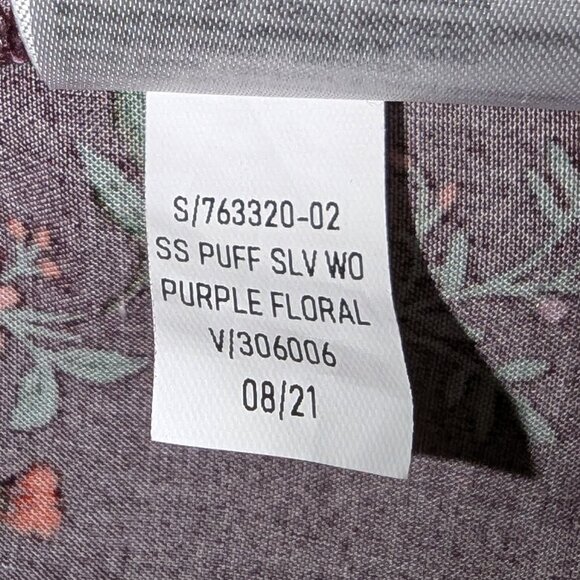 S/763320-02
SS PUFF SLV WO
PURPLE FLORAL
V/306006
08/21